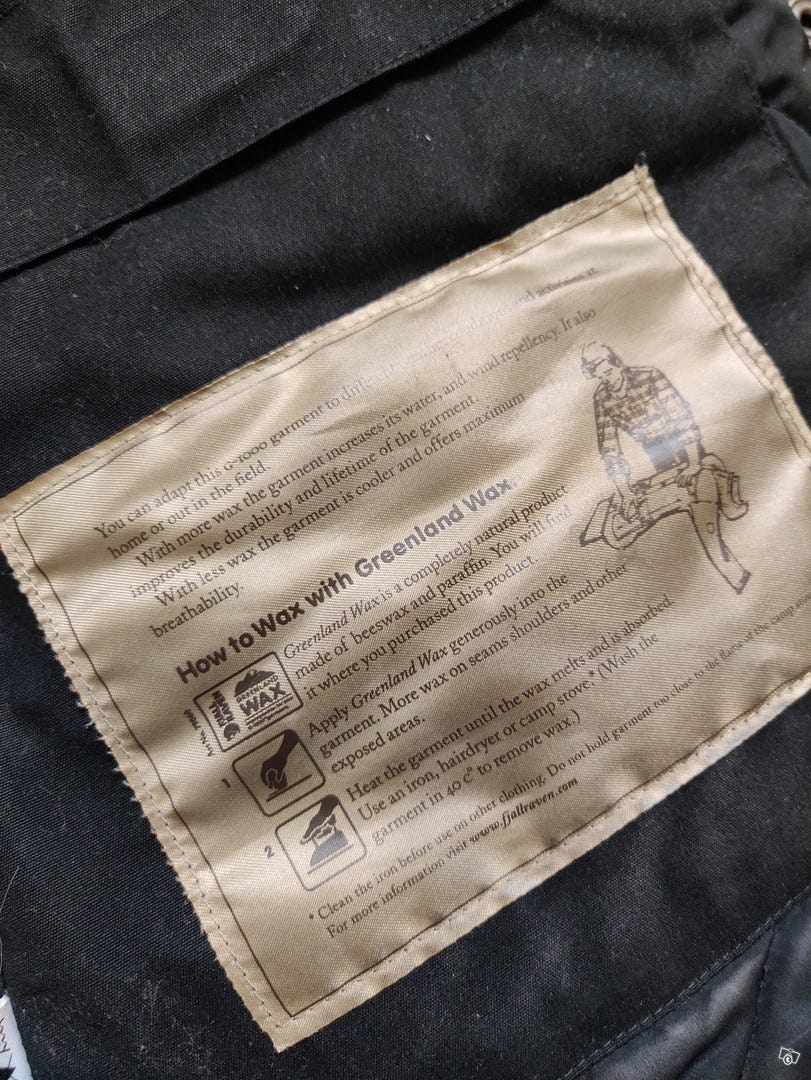 You can adapt this G-1000 garment to different weather conditions and activities at
home or out in the field.
With more wax the garment increases its water, and wind repellency. It also
improves the durability and lifetime of the garment.
With less wax the garment is cooler and offers maximum
breathability.
How to Wax with Greenland Wax
Greenland Wax is a completely natural product
made of beeswax and paraffin. You will find
it where you purchased this product.
GREENLAND
WAX
FJÄLL
RÄVEN
1
Apply Greenland Wax generously into the
garment. More wax on seams shoulders and other
exposed areas.
2
Heat the garment until the wax melts and is absorbed
Use an iron, hairdryer or camp stove.* (Wash the
garment in 40 C° to remove wax.)
* Clean the iron before use on other clothing. Do not hold garment too close to the flame of the camp
For more information visit www.fjallraven.com